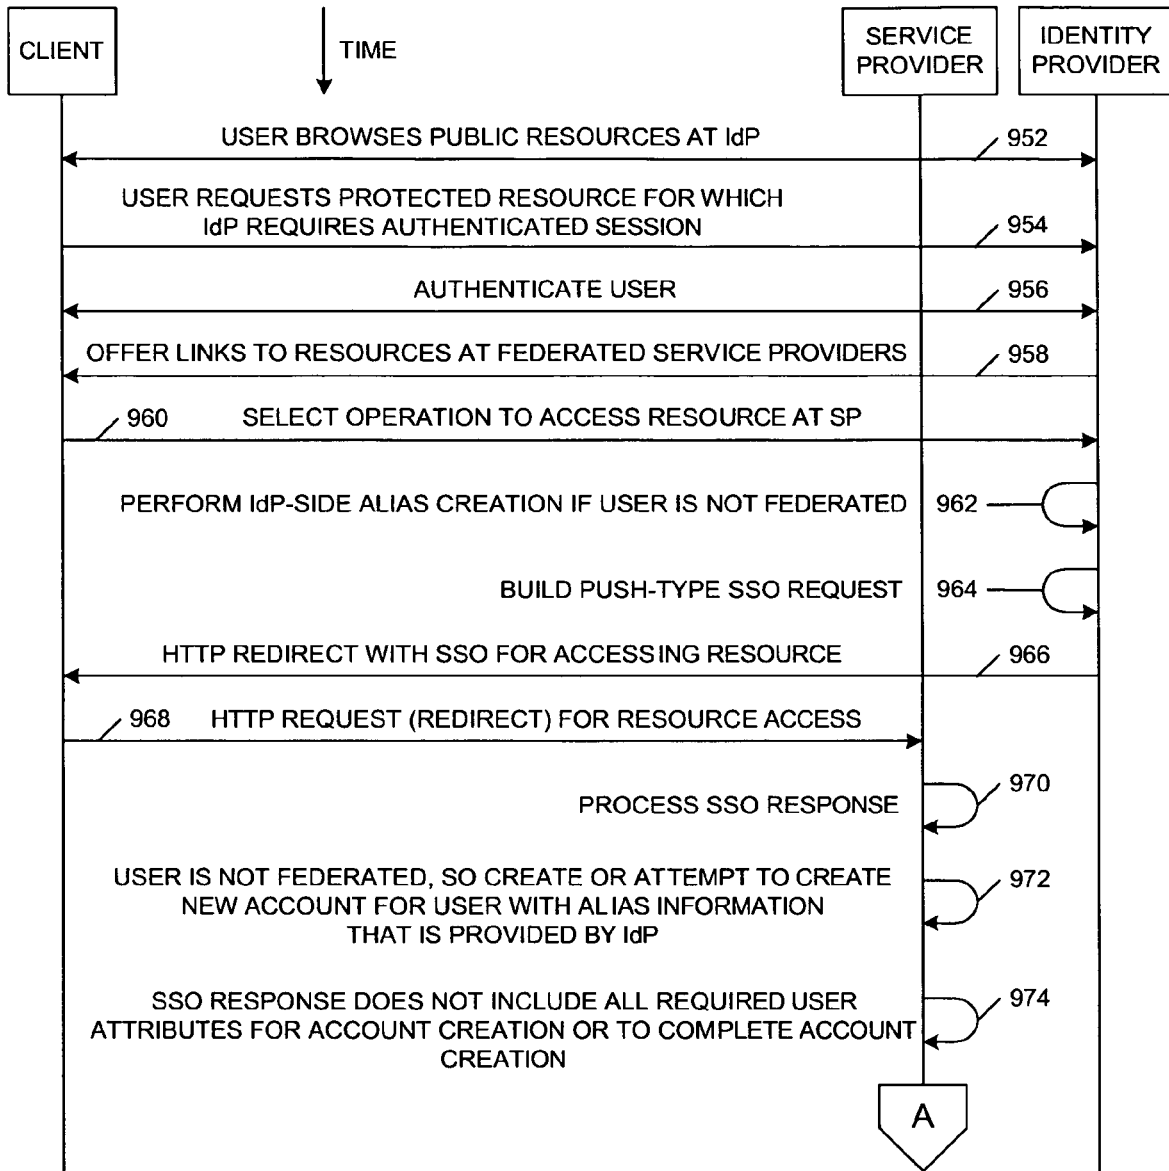 CLIENT
TIME
SERVICE
PROVIDER
IDENTITY
PROVIDER
USER BROWSES PUBLIC RESOURCES AT IdP
952
USER REQUESTS PROTECTED RESOURCE FOR WHICH
IdP REQUIRES AUTHENTICATED SESSION
954
AUTHENTICATE USER
956
OFFER LINKS TO RESOURCES AT FEDERATED SERVICE PROVIDERS
958
960
SELECT OPERATION TO ACCESS RESOURCE AT SP
PERFORM IdP-SIDE ALIAS CREATION IF USER IS NOT FEDERATED
962
BUILD PUSH-TYPE SSO REQUEST
964
HTTP REDIRECT WITH SSO FOR ACCESSING RESOURCE
966
968
HTTP REQUEST (REDIRECT) FOR RESOURCE ACCESS
PROCESS SSO RESPONSE
970
USER IS NOT FEDERATED, SO CREATE OR ATTEMPT TO CREATE
NEW ACCOUNT FOR USER WITH ALIAS INFORMATION
THAT IS PROVIDED BY IdP
972
SSO RESPONSE DOES NOT INCLUDE ALL REQUIRED USER
ATTRIBUTES FOR ACCOUNT CREATION OR TO COMPLETE ACCOUNT
CREATION
974
A